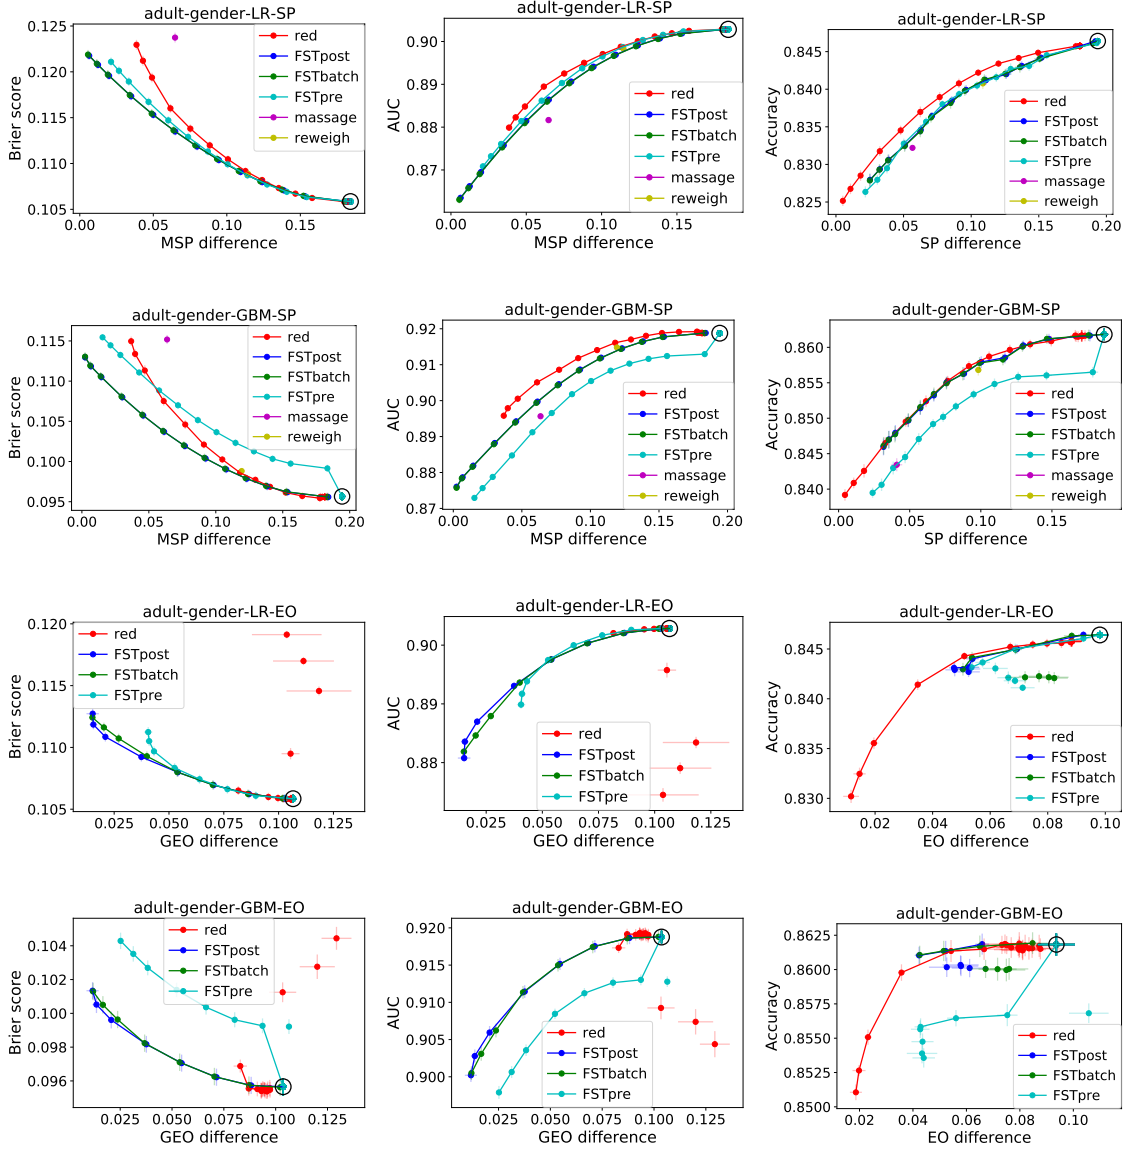 adult-gender-LR-SP
Brier score
0.125
0.120
0.115
0.110
0.105
red
FSTpost
FSTbatch
FSTpre
massage
reweigh
0.00 0.05 0.10 0.15
MSP difference
adult-gender-LR-SP
AUC
0.90
0.89
0.88
0.87
red
FSTpost
FSTbatch
FSTpre
massage
reweigh
0.00 0.05 0.10 0.15
MSP difference
adult-gender-LR-SP
Accuracy
0.845
0.840
0.835
0.830
0.825
red
FSTpost
FSTbatch
FSTpre
massage
reweigh
0.00 0.05 0.10 0.15 0.20
SP difference
adult-gender-GBM-SP
Brier score
0.115
0.110
0.105
0.100
0.095
red
FSTpost
FSTbatch
FSTpre
massage
reweigh
0.00 0.05 0.10 0.15 0.20
MSP difference
adult-gender-GBM-SP
AUC
0.92
0.91
0.90
0.89
0.88
0.87
red
FSTpost
FSTbatch
FSTpre
massage
reweigh
0.00 0.05 0.10 0.15 0.20
MSP difference
adult-gender-GBM-SP
Accuracy
0.860
0.855
0.850
0.845
0.840
red
FSTpost
FSTbatch
FSTpre
massage
reweigh
0.00 0.05 0.10 0.15
SP difference
adult-gender-LR-EO
Brier score
0.120
0.115
0.110
0.105
red
FSTpost
FSTbatch
FSTpre
0.025 0.050 0.075 0.100 0.125
GEO difference
adult-gender-LR-EO
AUC
0.90
0.89
0.88
red
FSTpost
FSTbatch
FSTpre
0.025 0.050 0.075 0.100 0.125
GEO difference
adult-gender-LR-EO
Accuracy
0.845
0.840
0.835
0.830
red
FSTpost
FSTbatch
FSTpre
0.02 0.04 0.06 0.08 0.10
EO difference
adult-gender-GBM-EO
Brier score
0.104
0.102
0.100
0.098
0.096
red
FSTpost
FSTbatch
FSTpre
0.025 0.050 0.075 0.100 0.125
GEO difference
adult-gender-GBM-EO
AUC
0.920
0.915
0.910
0.905
0.900
red
FSTpost
FSTbatch
FSTpre
0.025 0.050 0.075 0.100 0.125
GEO difference
adult-gender-GBM-EO
Accuracy
0.8625
0.8600
0.8575
0.8550
0.8525
0.8500
red
FSTpost
FSTbatch
FSTpre
0.02 0.04 0.06 0.08 0.10
EO difference